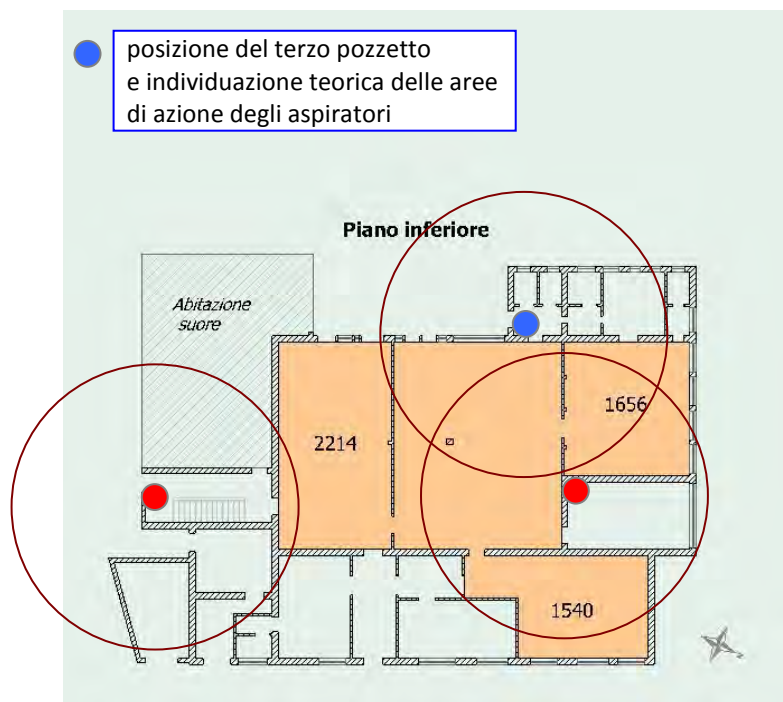 posizione del terzo pozzetto
e individuazione teorica delle aree
di azione degli aspiratori
Piano inferiore
Abitazione
suore
1656
2214
1540